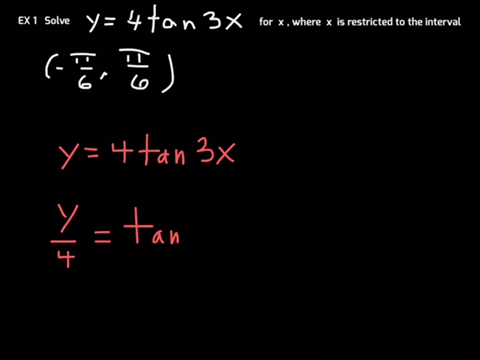 EX 1 Solve y = 4 tan 3x for x , where x is restricted to the interval
(-π/6, π/6)
y = 4 tan 3x
y/4 = tan